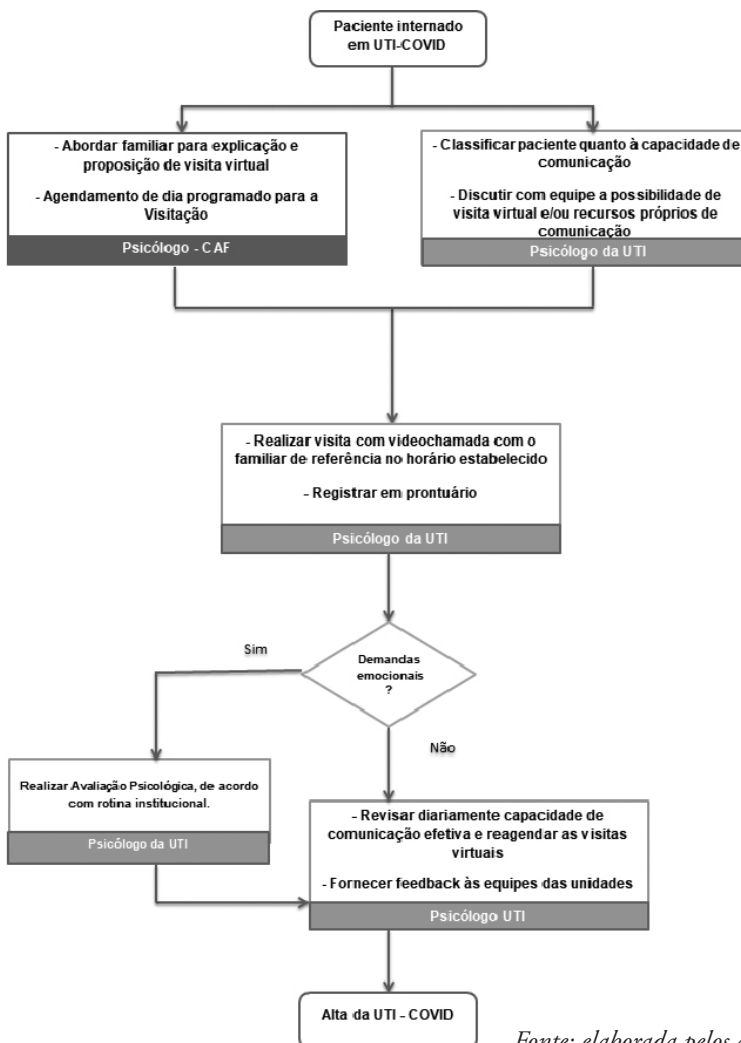 Paciente internado
em UTI-COVID
- Abordar familiar para explicação e
proposição de visita virtual
- Agendamento de dia programado para a
Visitação
Psicólogo - CAF
- Classificar paciente quanto à capacidade de
comunicação
- Discutir com equipe a possibilidade de
visita virtual e/ou recursos próprios de
comunicação
Psicólogo da UTI
- Realizar visita com videochamada com o
familiar de referência no horário estabelecido
- Registrar em prontuário
Psicólogo da UTI
Demandas
emocionais
?
Sim
Não
Realizar Avaliação Psicológica, de acordo
com rotina institucional.
Psicólogo da UTI
- Revisar diariamente capacidade de
comunicação efetiva e reagendar as visitas
virtuais
- Fornecer feedback às equipes das unidades
Psicólogo UTI
Alta da UTI - COVID
Fonte: elaborada pelos